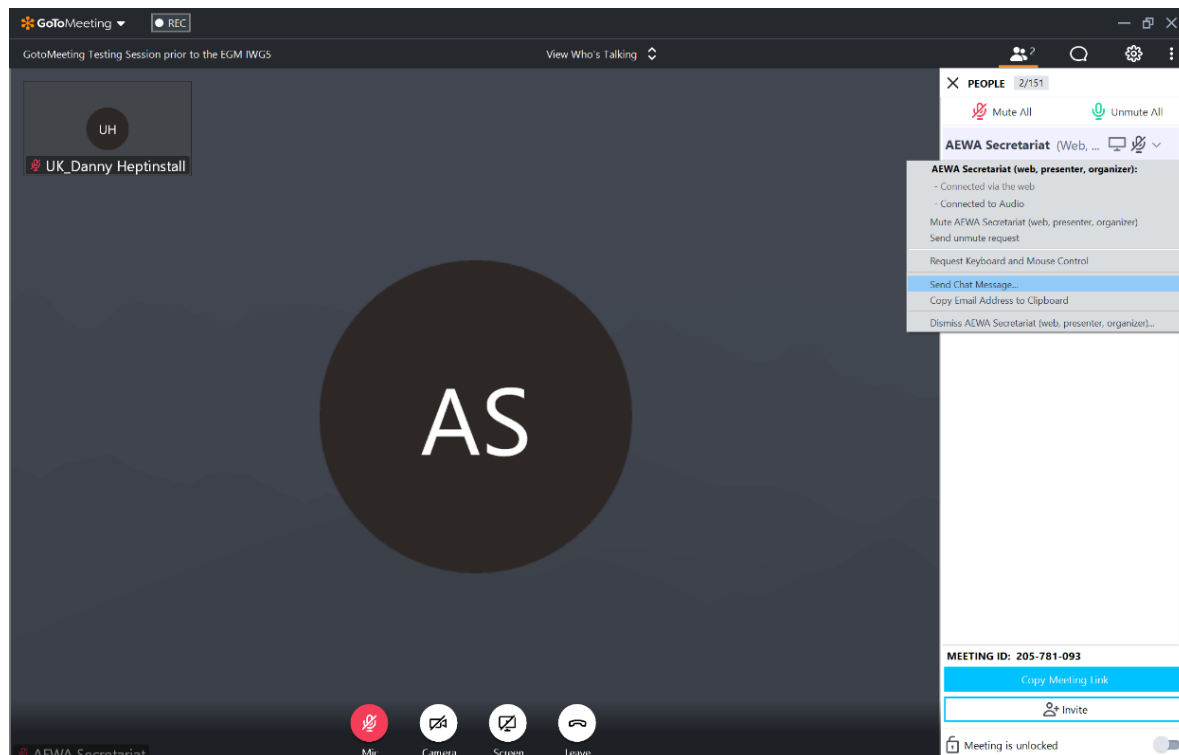 GoToMeeting
REC
GotoMeeting Testing Session prior to the EGM IWG5
View Who's Talking
2
PEOPLE 2/151
Mute All
Unmute All
UH
UK_Danny Heptinstall
AEWA Secretariat (Web, ...
AEWA Secretariat (web, presenter, organizer):
- Connected via the web
- Connected to Audio
Mute AEWA Secretariat (web, presenter, organizer)
Send unmute request
Request Keyboard and Mouse Control
Send Chat Message...
Copy Email Address to Clipboard
Dismiss AEWA Secretariat (web, presenter, organizer)...
AS
MEETING ID: 205-781-093
Copy Meeting Link
Invite
Meeting is unlocked
AEWA Secretariat
Mic
Camera
Screen
Leave